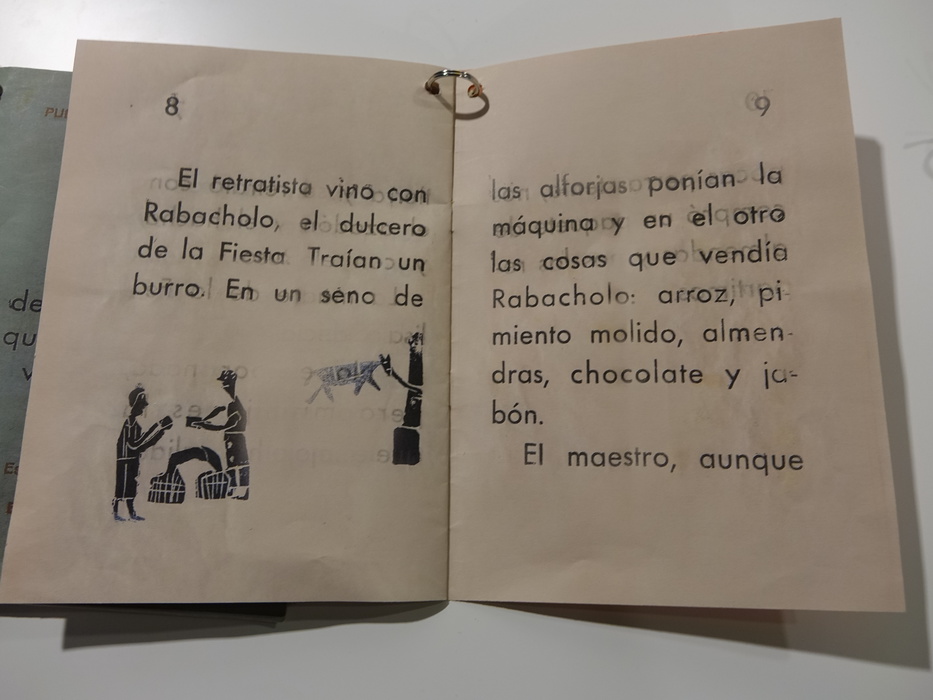 8
El retratista vino con
Rabacholo, el dulcero
de la Fiesta Traían un
burro. En un seno de
9
las alforjas ponían la
máquina y en el otro
las cosas que vendía
Rabacholo: arroz, pi-
miento molido, almen-
dras, chocolate y ja-
bón.
El maestro, aunque
de
qu
v